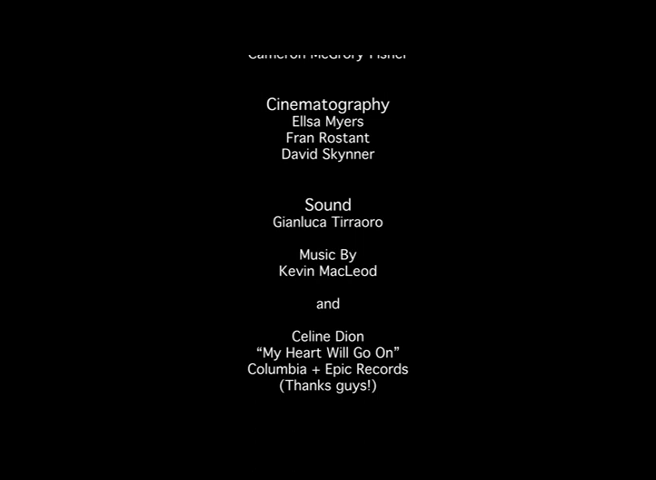 Cameron McGrory Fisher
Cinematography
Ellsa Myers
Fran Rostant
David Skynner
Sound
Gianluca Tirraoro
Music By
Kevin MacLeod
and
Celine Dion
“My Heart Will Go On”
Columbia + Epic Records
(Thanks guys!)